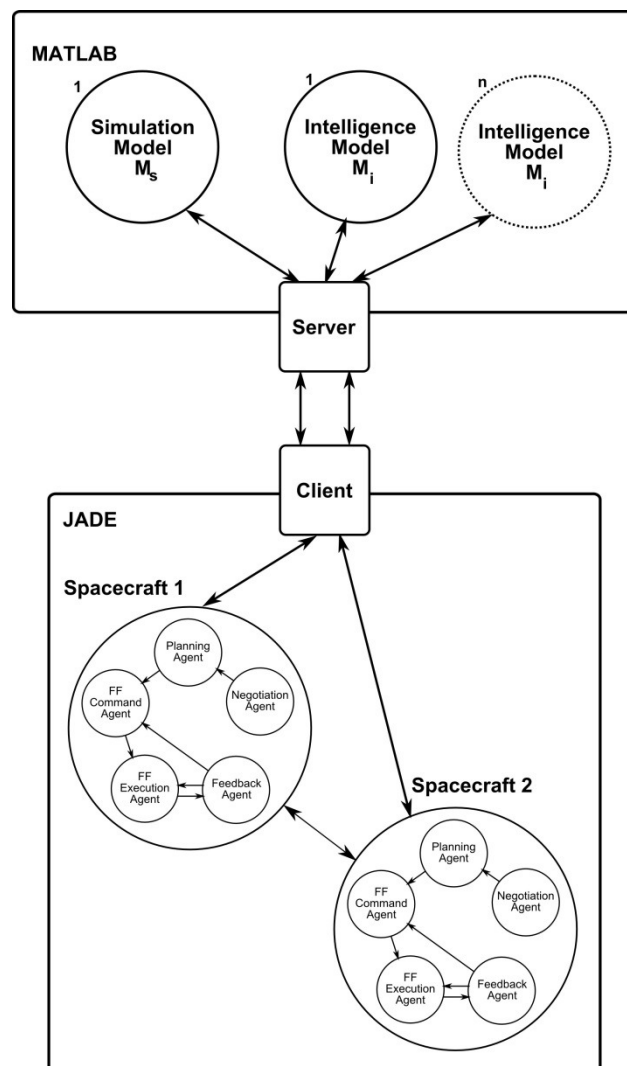 MATLAB
1
Simulation
Model
Ms
1
Intelligence
Model
Mi
n
Intelligence
Model
Mi
Server
Client
JADE
Spacecraft 1
Planning
Agent
FF
Command
Agent
Negotiation
Agent
FF
Execution
Agent
Feedback
Agent
Spacecraft 2
Planning
Agent
FF
Command
Agent
Negotiation
Agent
FF
Execution
Agent
Feedback
Agent